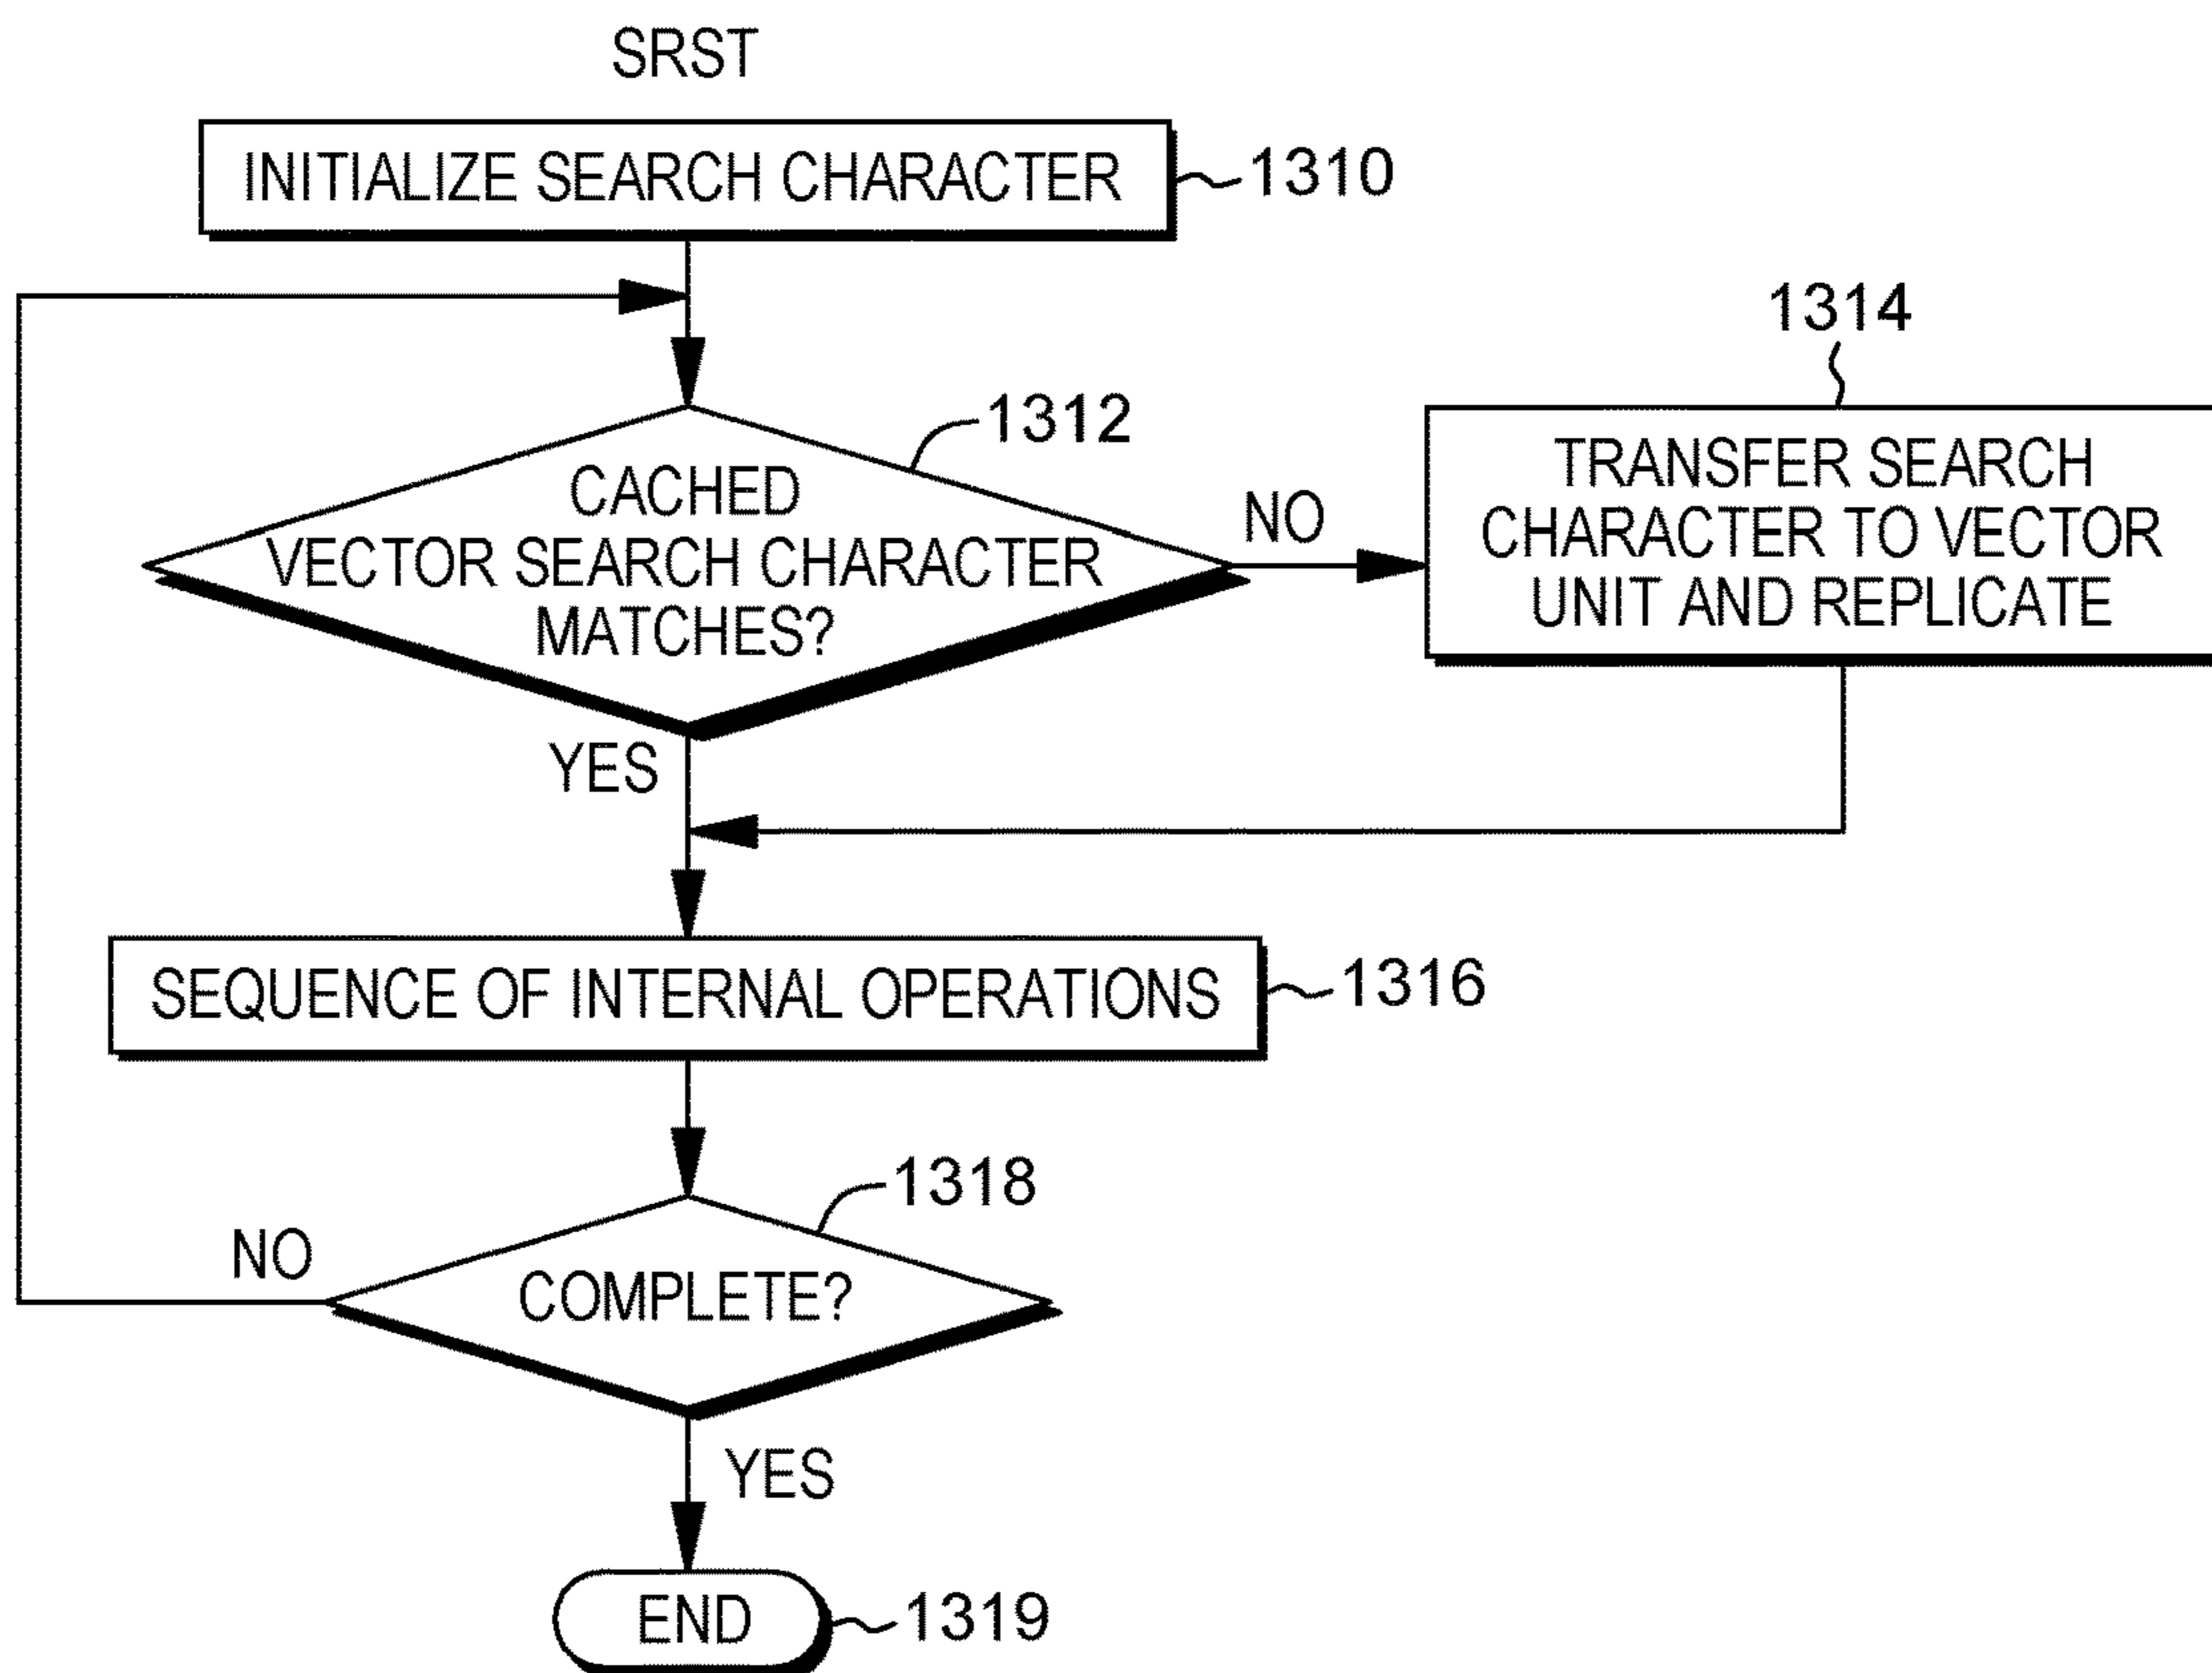 SRST
INITIALIZE SEARCH CHARACTER
1310
1314
1312
CACHED
VECTOR SEARCH CHARACTER
MATCHES?
NO
TRANSFER SEARCH
CHARACTER TO VECTOR
UNIT AND REPLICATE
YES
SEQUENCE OF INTERNAL OPERATIONS
1316
1318
NO
COMPLETE?
YES
END
1319